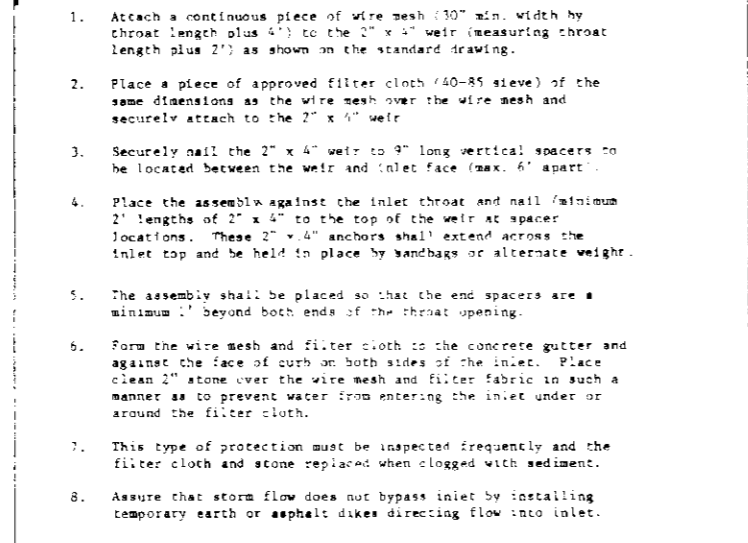 1. Attach a continuous piece of wire mesh (30" min. width by
throat length plus 4') to the 2" x 4" weir (measuring throat
length plus 2') as shown on the standard drawing.
2. Place a piece of approved filter cloth (40-85 sieve) of the
same dimensions as the wire mesh over the wire mesh and
securely attach to the 2" x 4" weir
3. Securely nail the 2" x 4" weir to 9" long vertical spacers to
be located between the weir and inlet face (max. 6' apart).
4. Place the assembly against the inlet throat and nail (minimum
2' lengths of 2" x 4" to the top of the weir at spacer
locations. These 2" x 4" anchors shall extend across the
inlet top and be held in place by sandbags or alternate weight.
5. The assembly shall be placed so that the end spacers are a
minimum 1' beyond both ends of the throat opening.
6. Form the wire mesh and filter cloth to the concrete gutter and
against the face of curb on both sides of the inlet. Place
clean 2" stone over the wire mesh and filter fabric in such a
manner as to prevent water from entering the inlet under or
around the filter cloth.
7. This type of protection must be inspected frequently and the
filter cloth and stone replaced when clogged with sediment.
8. Assure that storm flow does not bypass inlet by installing
temporary earth or asphalt dikes directing flow into inlet.